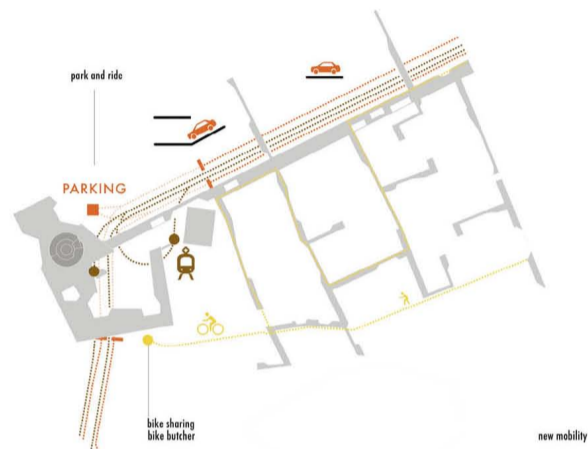 park and ride
PARKING
bike sharing
bike butcher
new mobility